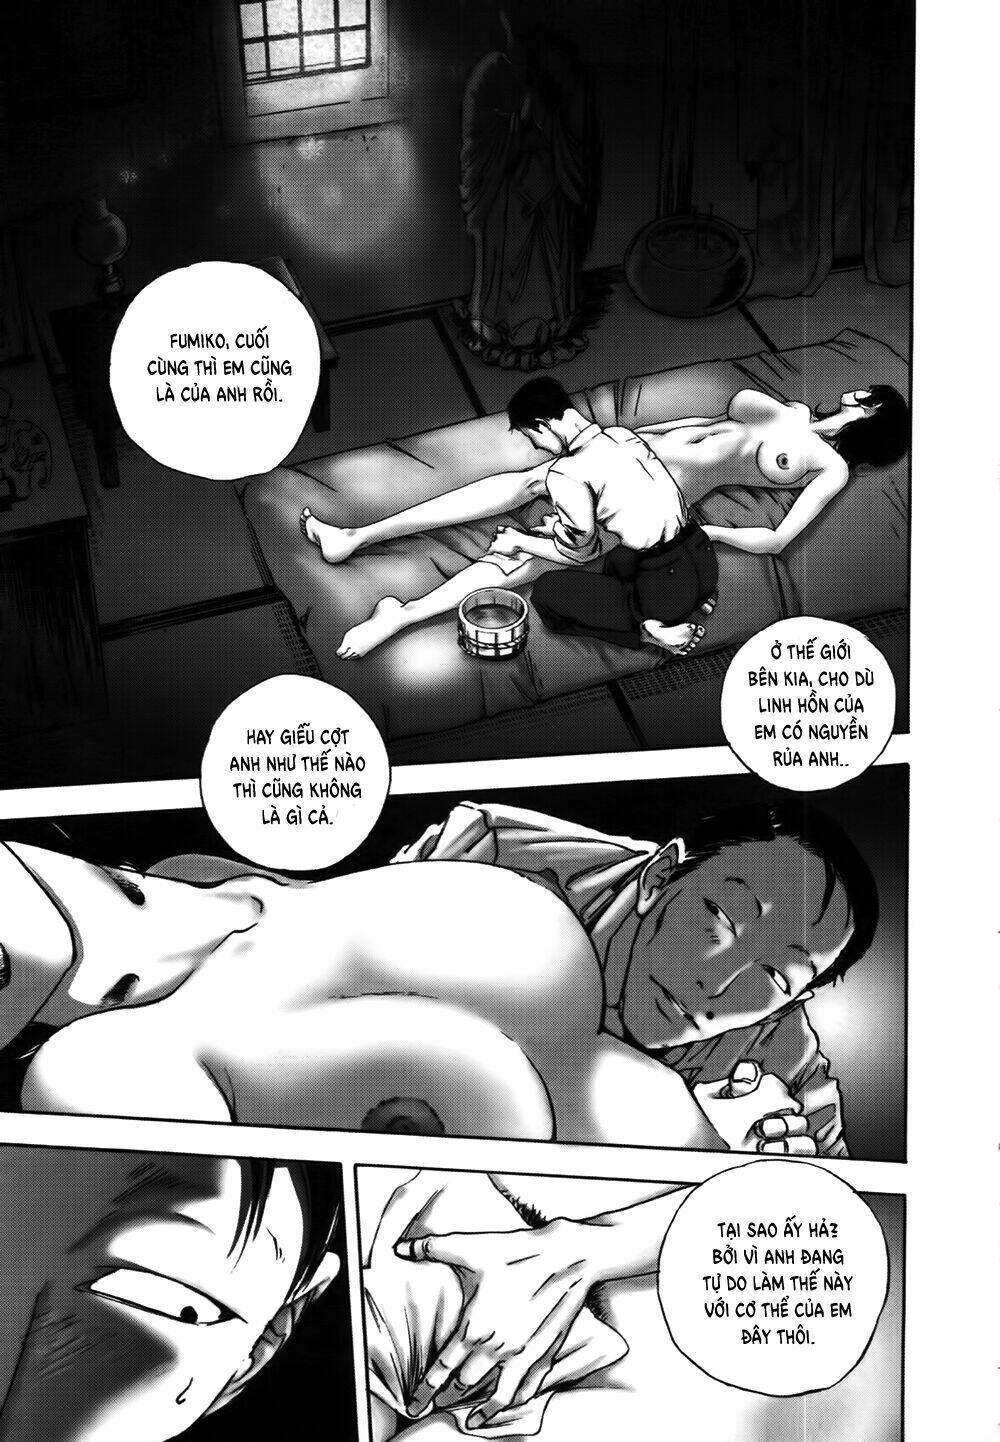 FUMIKO, CUỐI
CÙNG THÌ EM CŨNG
LÀ CỦA ANH RỒI.
Ở THẾ GIỚI
BÊN KIA, CHO DÙ
LINH HỒN CỦA
EM CÓ NGUYỀN
RỦA ANH..
HAY GIỄU CỢT
ANH NHƯ THẾ NÀO
THÌ CŨNG KHÔNG
LÀ GÌ CẢ.
TẠI SAO ẤY HẢ?
BỞI VÌ ANH ĐANG
TỰ DO LÀM THẾ NÀY
VỚI CƠ THỂ CỦA EM
ĐÂY THÔI.